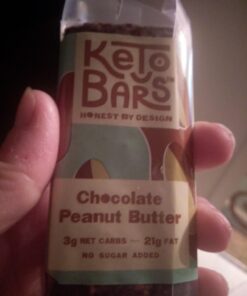 KeTo
BARS
HONEST BY DESIGN
Chocolate
Peanut Butter
3g NET CARBS ~ 21g FAT
NO SUGAR ADDED